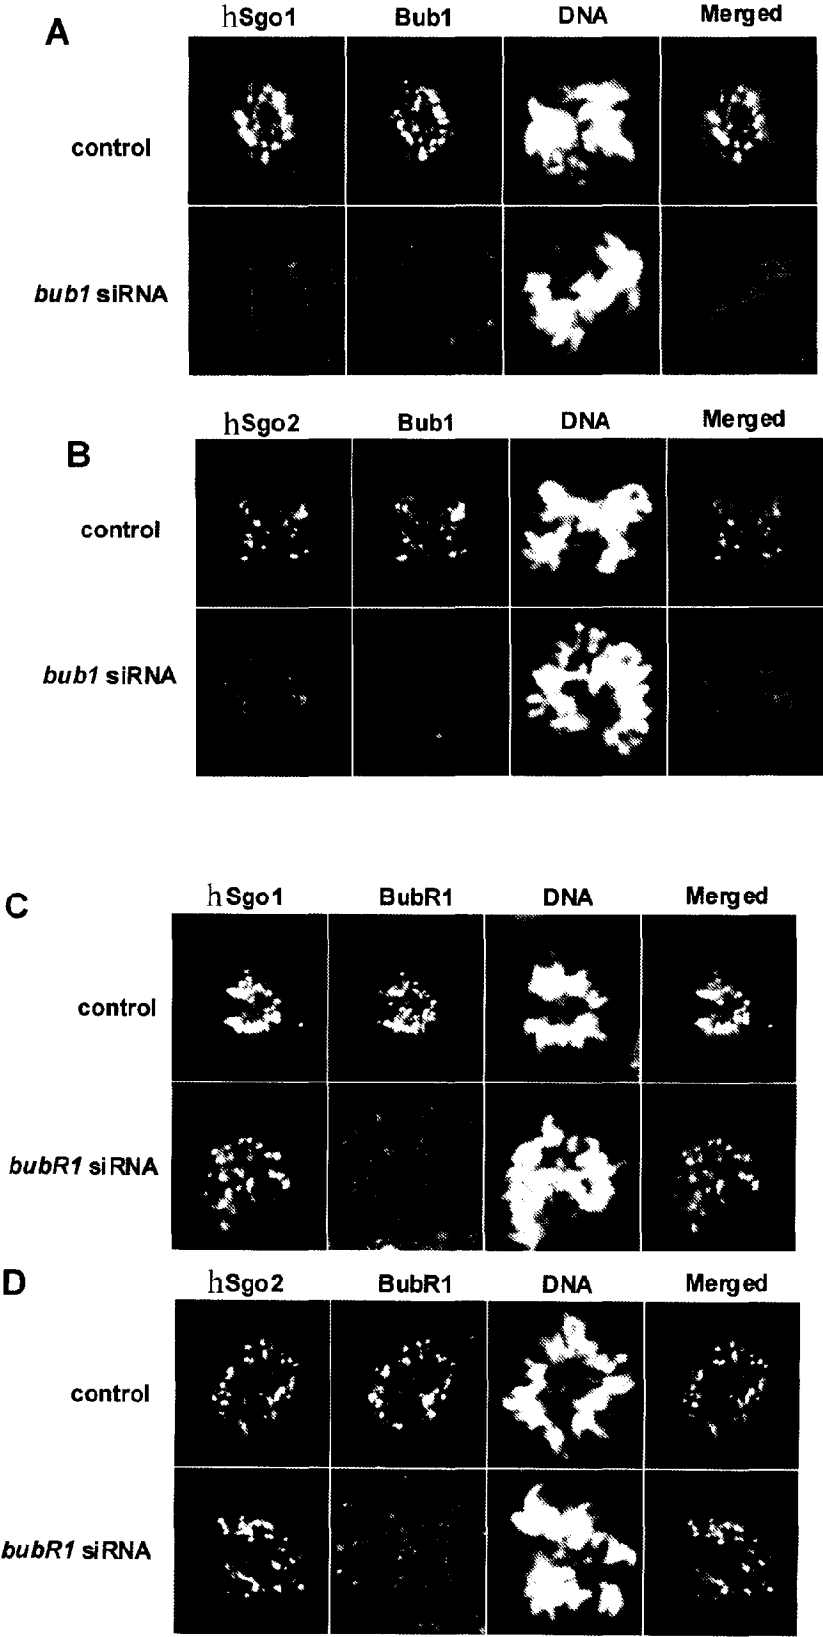 A
hSgo1 Bub1 DNA Merged
control
bub1 siRNA
B
hSgo2 Bub1 DNA Merged
control
bub1 siRNA
C
hSgo1 BubR1 DNA Merged
control
bubR1 siRNA
D
hSgo2 BubR1 DNA Merged
control
bubR1 siRNA